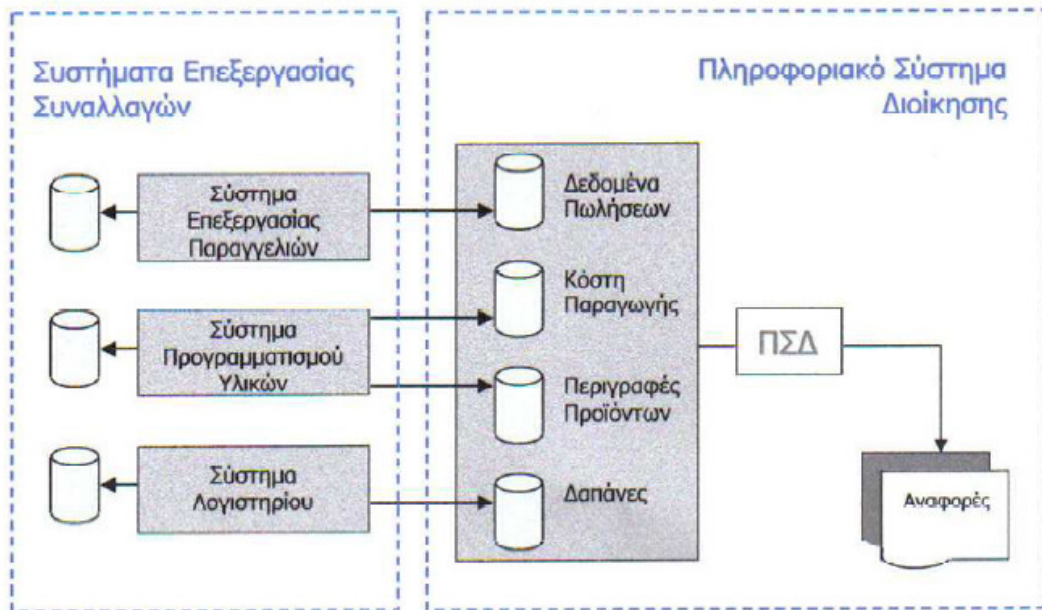 Συστήματα Επεξεργασίας
Συναλλαγών
Σύστημα
Επεξεργασίας
Παραγγελιών
Σύστημα
Προγραμματισμού
Υλικών
Σύστημα
Λογιστηρίου
Πληροφοριακό Σύστημα
Διοίκησης
Δεδομένα
Πωλήσεων
Κόστη
Παραγωγής
Περιγραφές
Προϊόντων
Δαπάνες
ΠΣΔ
Αναφορές